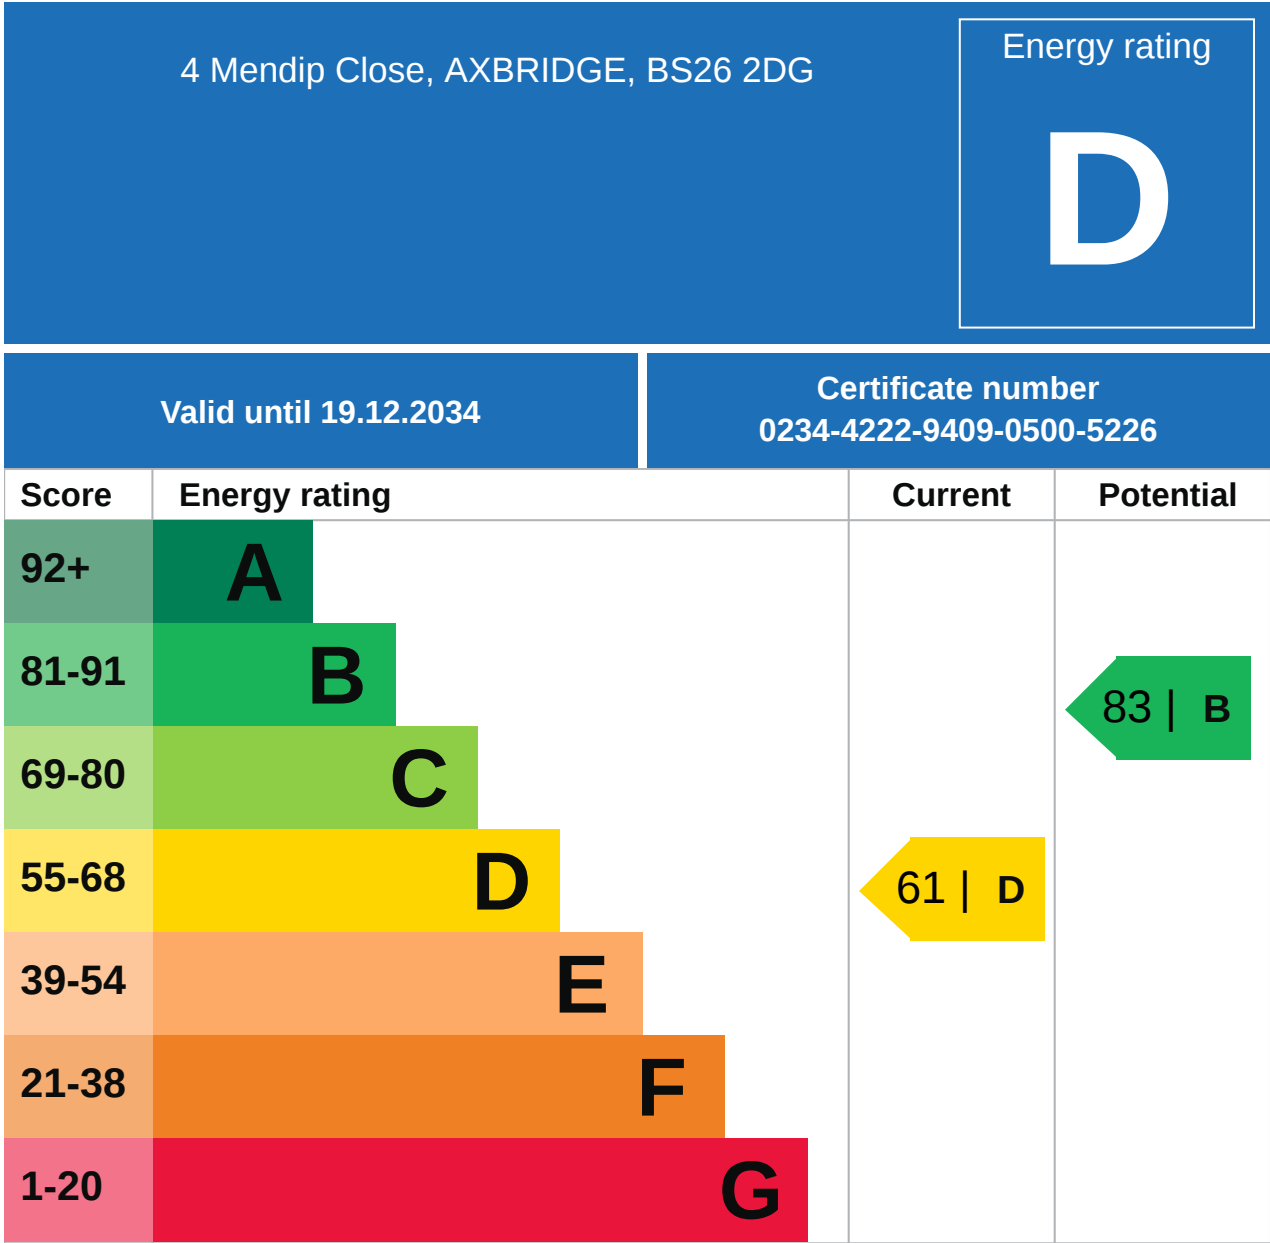 4 Mendip Close, AXBRIDGE, BS26 2DG
Energy rating
D
Valid until 19.12.2034
Certificate number
0234-4222-9409-0500-5226
Score Energy rating Current Potential
92+ A
81-91 B
83 | B
69-80 C
55-68 D
61 | D
39-54 E
21-38 F
1-20 G